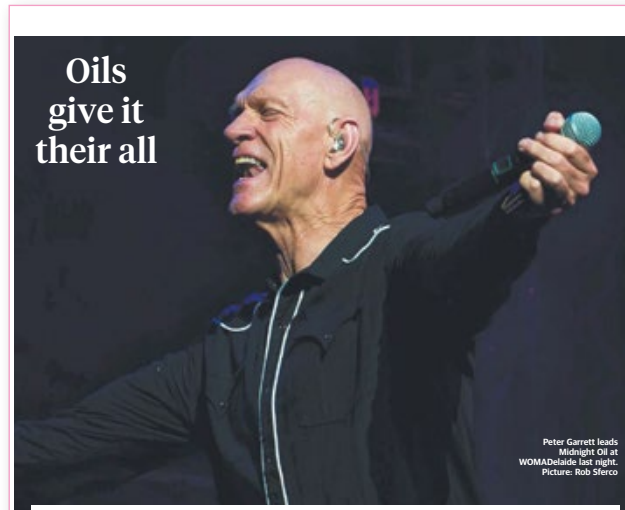 Oils
give it
their all
Peter Garrett leads
Midnight Oil at
WOMADelaide last night.
Picture: Rob Sferco